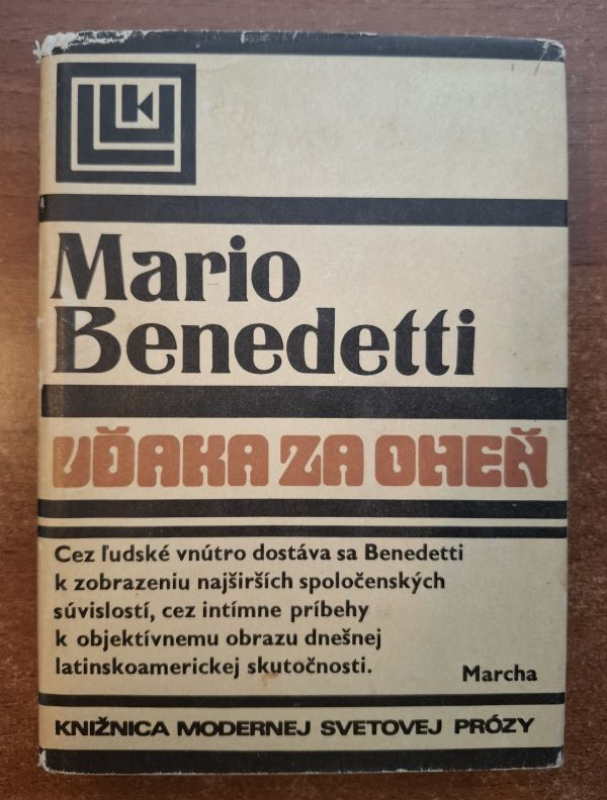 Mario
Benedetti
VĎAKA ZA OHEŇ
Cez ľudské vnútro dostáva sa Benedetti
k zobrazeniu najširších spoločenských
súvislostí, cez intímne príbehy
k objektívnemu obrazu dnešnej
latinskoamerickej skutočnosti.
Marcha
KNIŽNICA MODERNEJ SVETOVEJ PRÓZY